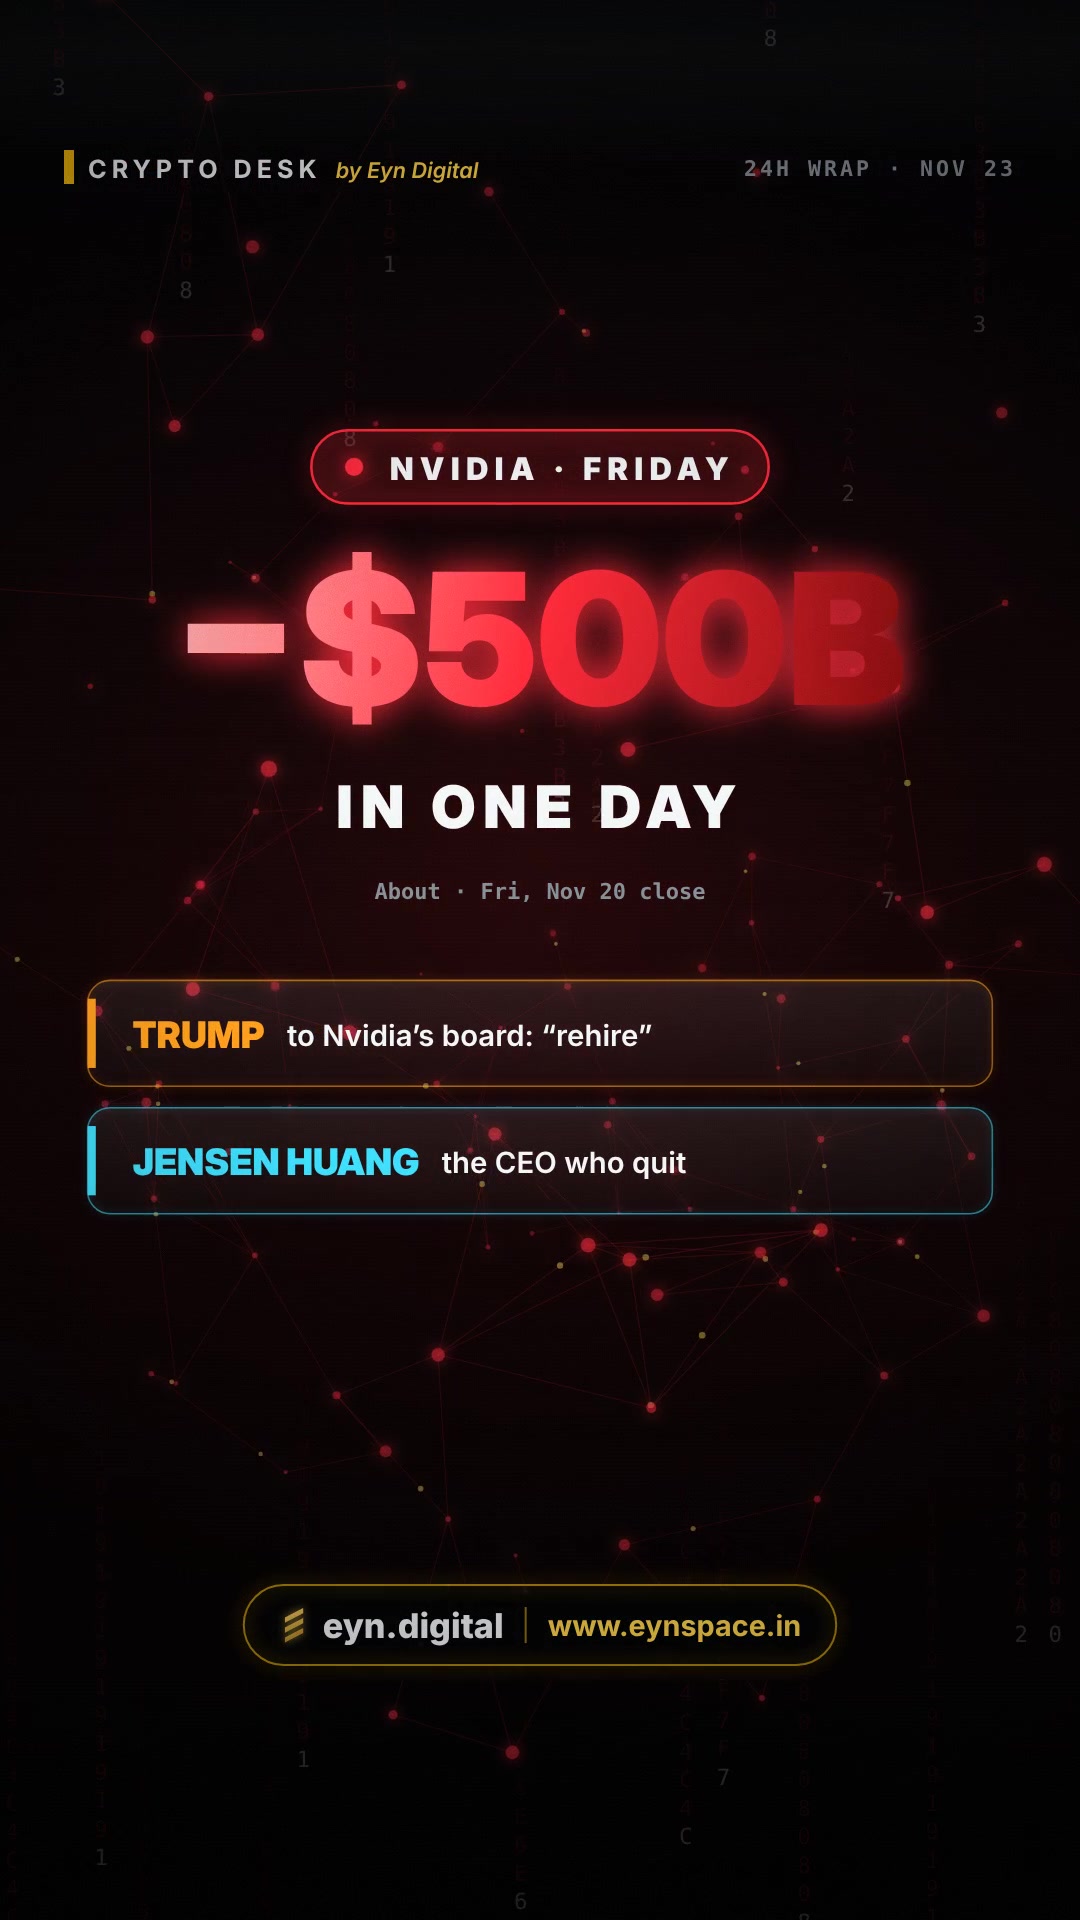 CRYPTO DESK by Eyn Digital
24H WRAP · NOV 23
NVIDIA · FRIDAY
–$500B
IN ONE DAY
About · Fri, Nov 20 close
TRUMP to Nvidia’s board: “rehire”
JENSEN HUANG the CEO who quit
eyn.digital | www.eynspace.in